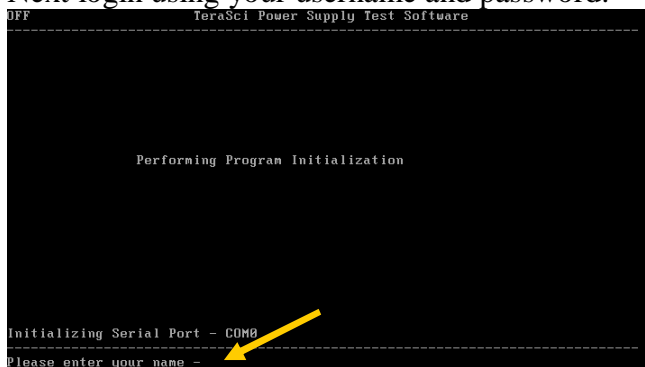 Next login using your username and password.
OFF TeraSci Power Supply Test Software
Performing Program Initialization
Initializing Serial Port - COM0
Please enter your name -